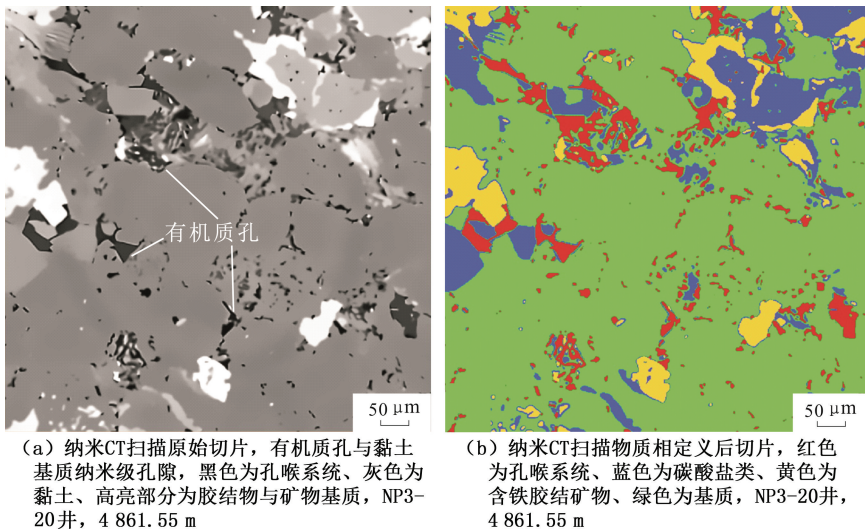 有机质孔
50 μm
50 μm
(a) 纳米CT扫描原始切片，有机质孔与黏土
基质纳米级孔隙，黑色为孔喉系统、灰色为
黏土、高亮部分为胶结物与矿物基质，NP3-
20井，4 861.55 m
(b) 纳米CT扫描物质相定义后切片，红色
为孔喉系统、蓝色为碳酸盐类、黄色为
含铁胶结矿物、绿色为基质，NP3-20井，
4 861.55 m